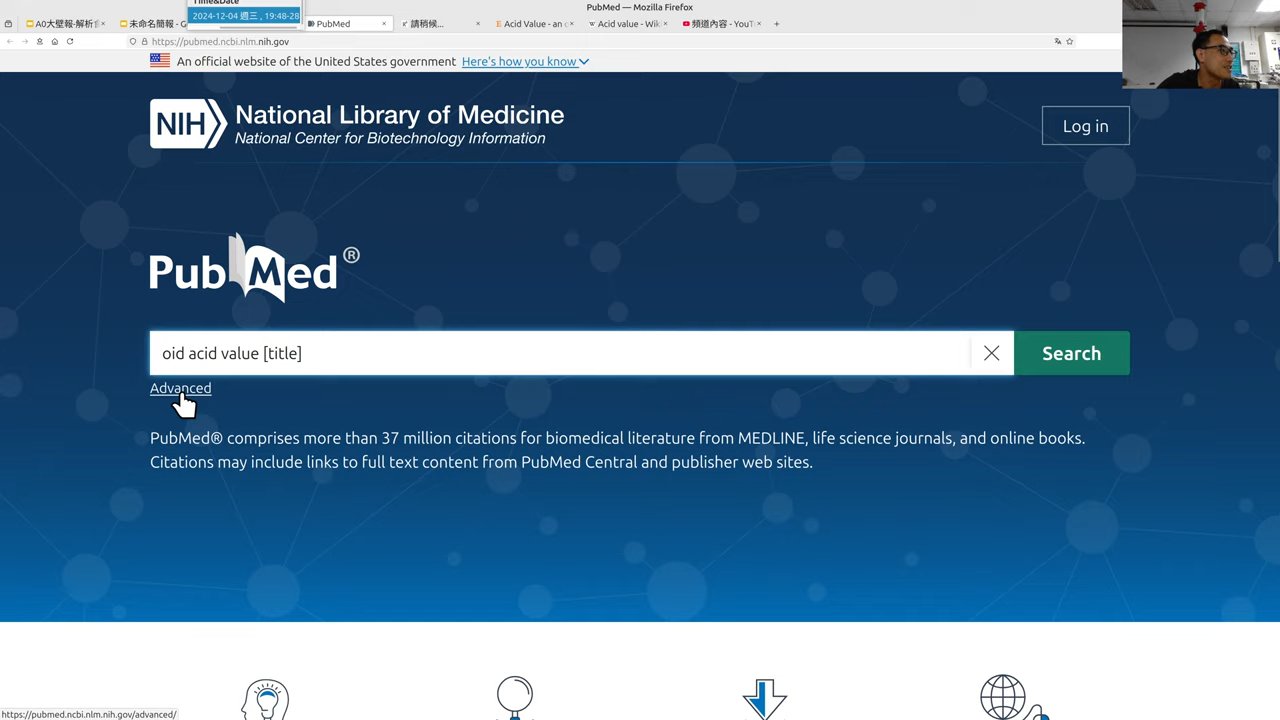 PubMed — Mozilla Firefox
Time&Date
2024-12-04 週三 , 19:48-28
A0大壁報-解析
未命名簡報 - G
PubMed
請稍候...
Acid Value - an
Acid value - Wik
頻道內容 - YouT
https://pubmed.ncbi.nlm.nih.gov
An official website of the United States government Here's how you know
NIH National Library of Medicine
National Center for Biotechnology Information
Log in
PubMed®
oid acid value [title]
Search
Advanced
PubMed® comprises more than 37 million citations for biomedical literature from MEDLINE, life science journals, and online books.
Citations may include links to full text content from PubMed Central and publisher web sites.
https://pubmed.ncbi.nlm.nih.gov/advanced/